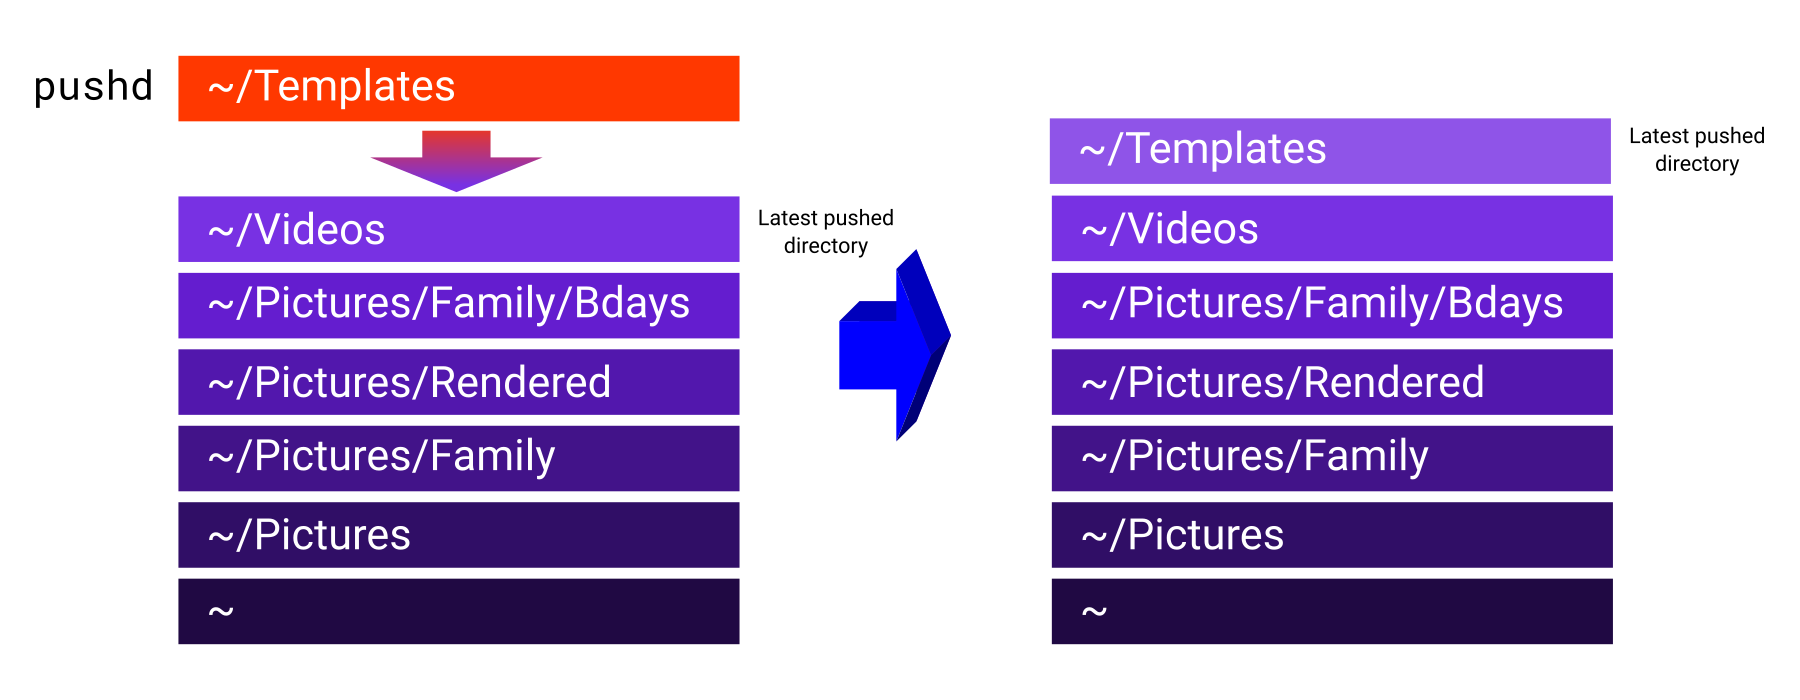 pushd ~/Templates
~/Videos
Latest pushed
directory
~/Pictures/Family/Bdays
~/Pictures/Rendered
~/Pictures/Family
~/Pictures
~
~/Templates
Latest pushed
directory
~/Videos
~/Pictures/Family/Bdays
~/Pictures/Rendered
~/Pictures/Family
~/Pictures
~